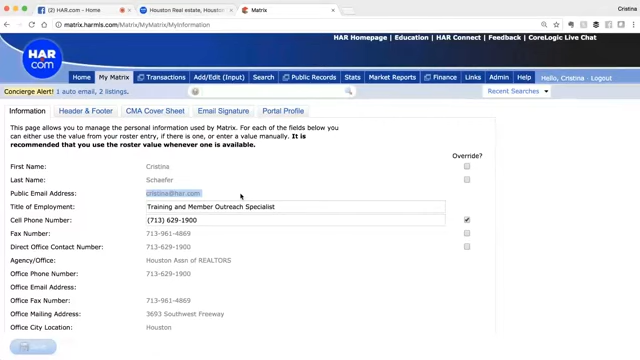 (2) HAR.com
Houston Real estate, Houston
Matrix
Cristina
matrix.harmls.com/Matrix/MyMatrix/MyInformation
HAR Homepage | Education | HAR Connect | Feedback | CoreLogic Live Chat
HAR
com
Home
My Matrix
Transactions
Add/Edit (Input)
Search
Public Records
Stats
Market Reports
Finance
Links
Admin
Help
Hello, Cristina
Logout
Concierge Alert! 1 auto email, 2 listings.
Recent Searches
Information
Header & Footer
CMA Cover Sheet
Email Signature
Portal Profile
This page allows you to manage the personal information used by Matrix. For each of the fields below you
can either use the value from your roster entry, if there is one, or enter a value manually. It is
recommended that you use the roster value whenever one is available.
Override?
First Name: Cristina
Last Name: Schaefer
Public Email Address: cristina@har.com
Title of Employment: Training and Member Outreach Specialist
Cell Phone Number: (713) 629-1900
Fax Number: 713-961-4869
Direct Office Contact Number: 713-629-1900
Agency/Office: Houston Assn of REALTORS
Office Phone Number: 713-629-1900
Office Email Address:
Office Fax Number: 713-961-4869
Office Mailing Address: 3693 Southwest Freeway
Office City Location: Houston